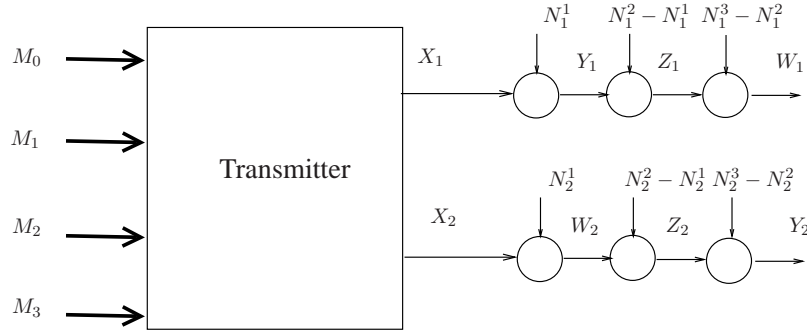 N_1^1 N_1^2 − N_1^1 N_1^3 − N_1^2
M_0 X_1 Y_1 Z_1 W_1
M_1
Transmitter
N_2^1 N_2^2 − N_2^1 N_2^3 − N_2^2
M_2 X_2 W_2 Z_2 Y_2
M_3